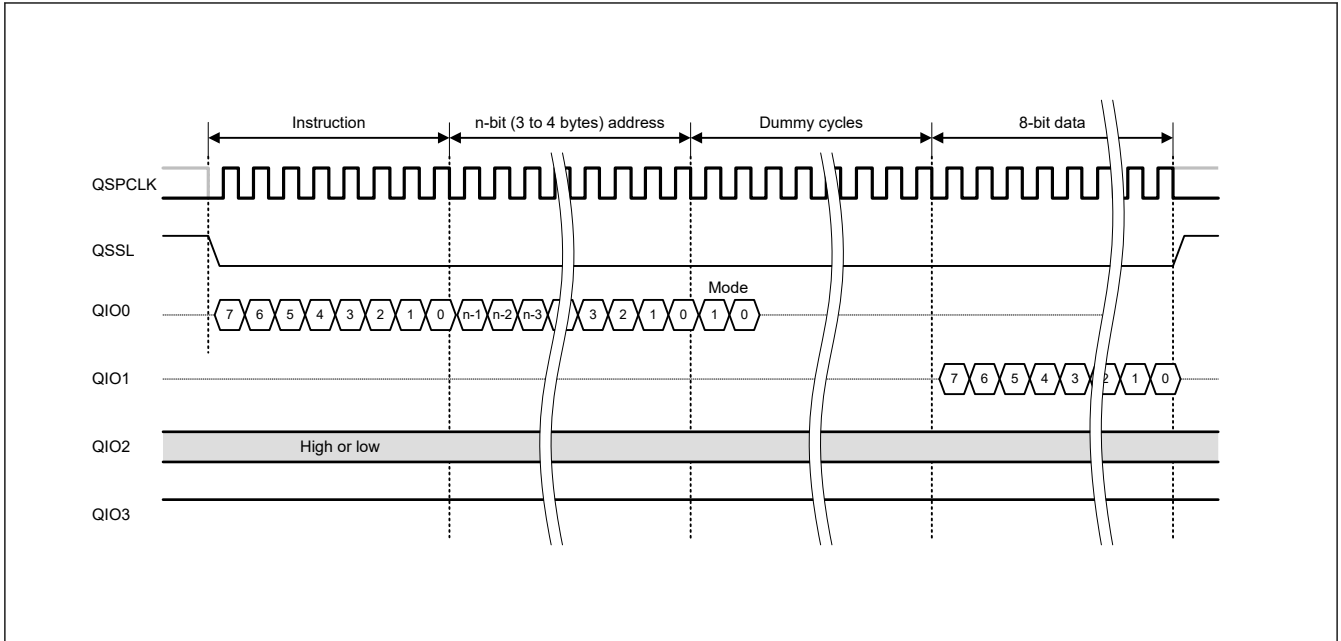 Instruction n-bit (3 to 4 bytes) address Dummy cycles 8-bit data
QSPCLK
QSSL
Mode
QIO0 7 6 5 4 3 2 1 0 n-1 n-2 n-3 3 2 1 0 1 0
QIO1 7 6 5 4 3 2 1 0
QIO2 High or low
QIO3